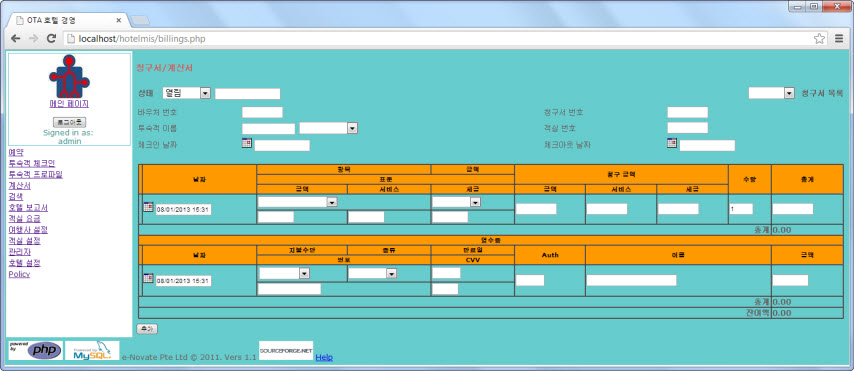 OTA 호텔 경영
localhost/hotelmis/billings.php
메인 페이지
로그아웃
Signed in as:
admin
예약
투숙객 체크인
투숙객 프로파일
계산서
검색
호텔 보고서
객실 요금
여행사 설정
객실 설정
관리자
호텔 설정
Policy
청구서/계산서
상태 열림 청구서 목록
바우처 번호 청구서 번호
투숙객 이름 객실 번호
체크인 날짜 체크아웃 날짜
날짜 항목 금액 청구 금액 수량 총계
표준
금액 서비스 세금 금액 서비스 세금
08/01/2013 15:31 1
총계 0.00
영수증
날짜 지불수단 종류 만료일 Auth 이름 금액
번호 CVV
08/01/2013 15:31
총계 0.00
잔여액 0.00
추가
powered by php Powered by MySQL e-Novate Pte Ltd © 2011. Vers 1.1 SOURCEFORGE.NET Help